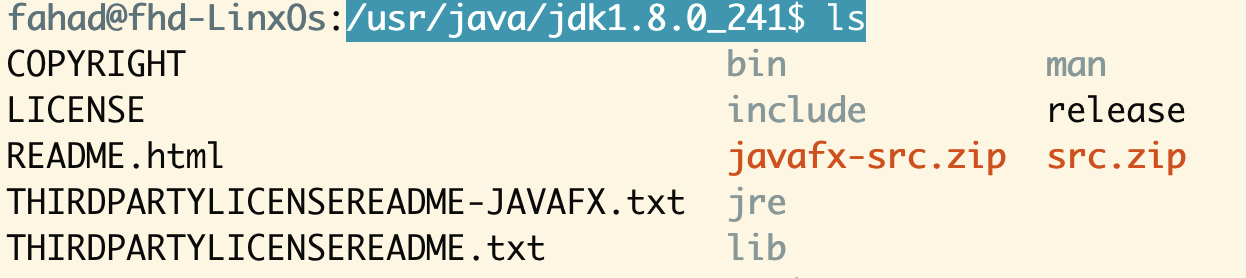 fahad@fhd-LinxOs:/usr/java/jdk1.8.0_241$ ls
COPYRIGHT bin man
LICENSE include release
README.html javafx-src.zip src.zip
THIRDPARTYLICENSEREADME-JAVAFX.txt jre
THIRDPARTYLICENSEREADME.txt lib